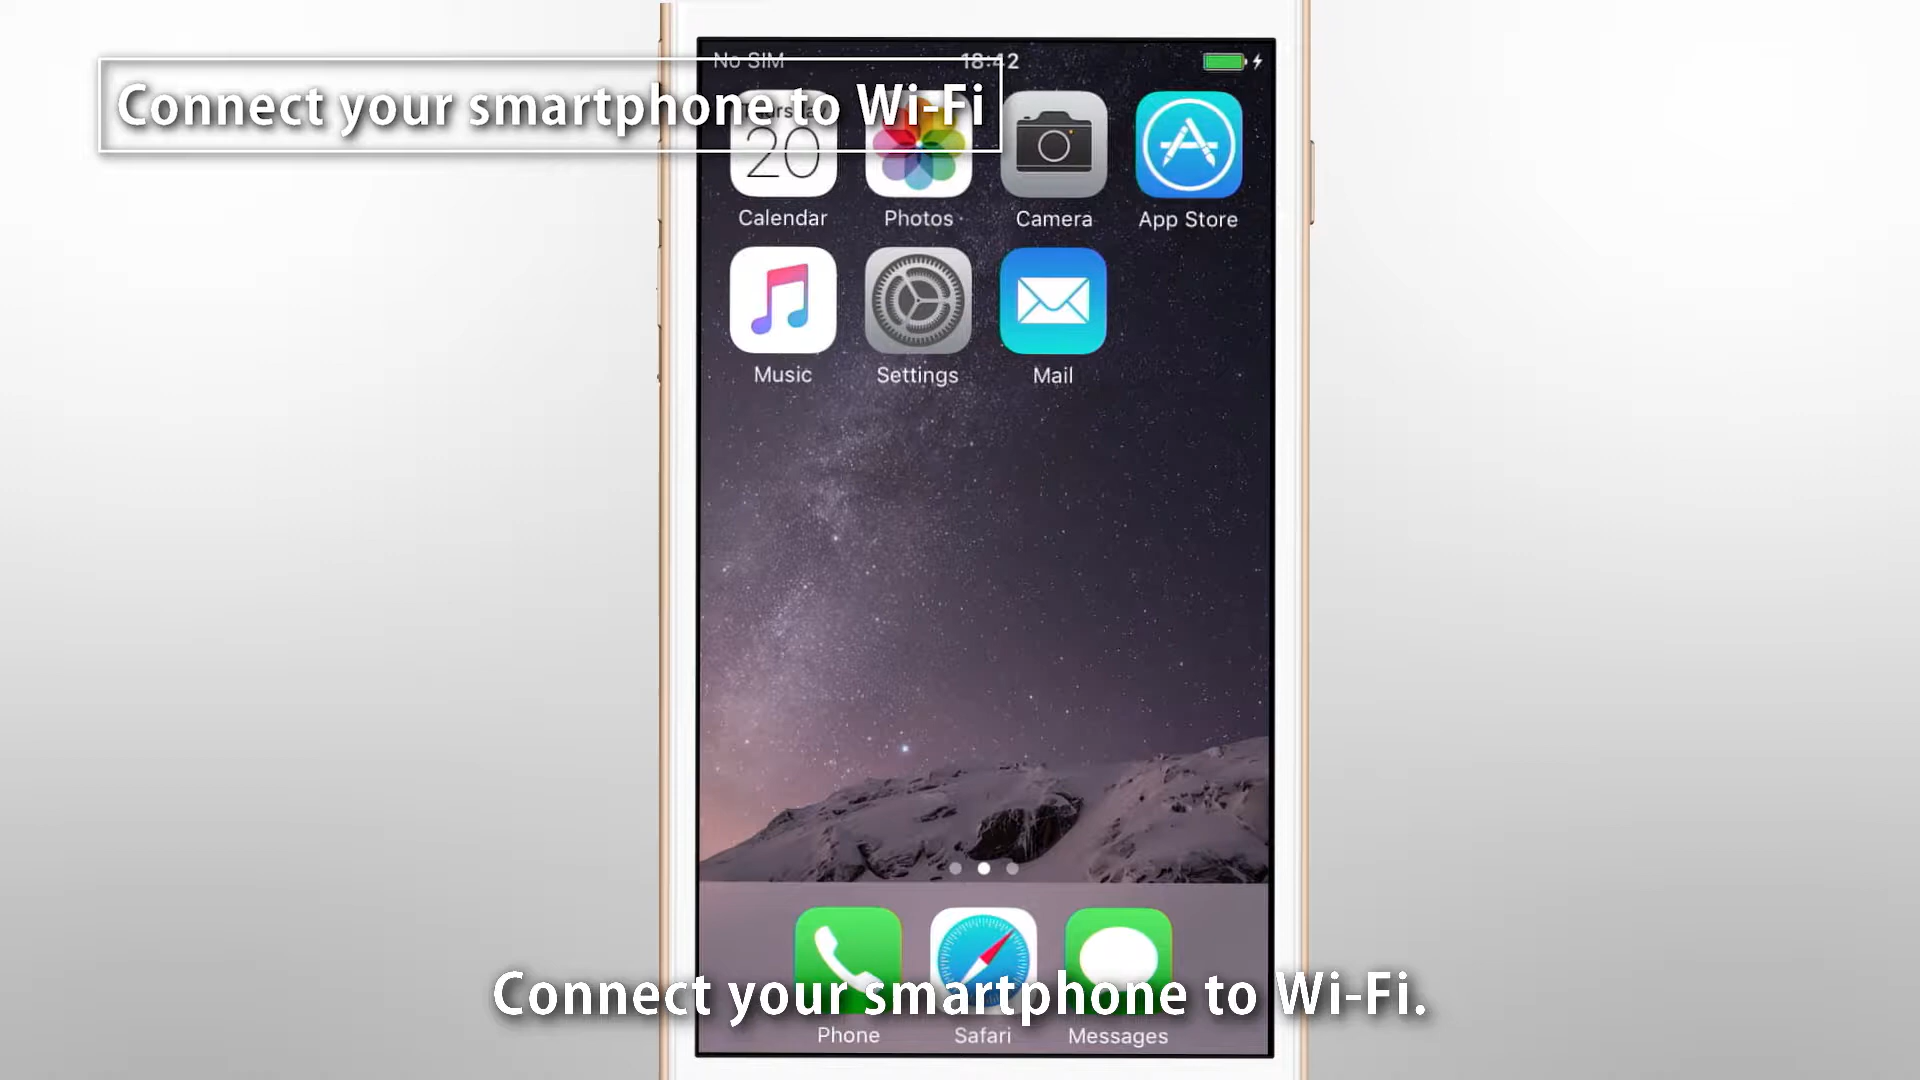 No SIM 18:42
Connect your smartphone to Wi-Fi
Thursday
20
Calendar Photos Camera App Store
Music Settings Mail
Connect your smartphone to Wi-Fi.
Phone Safari Messages